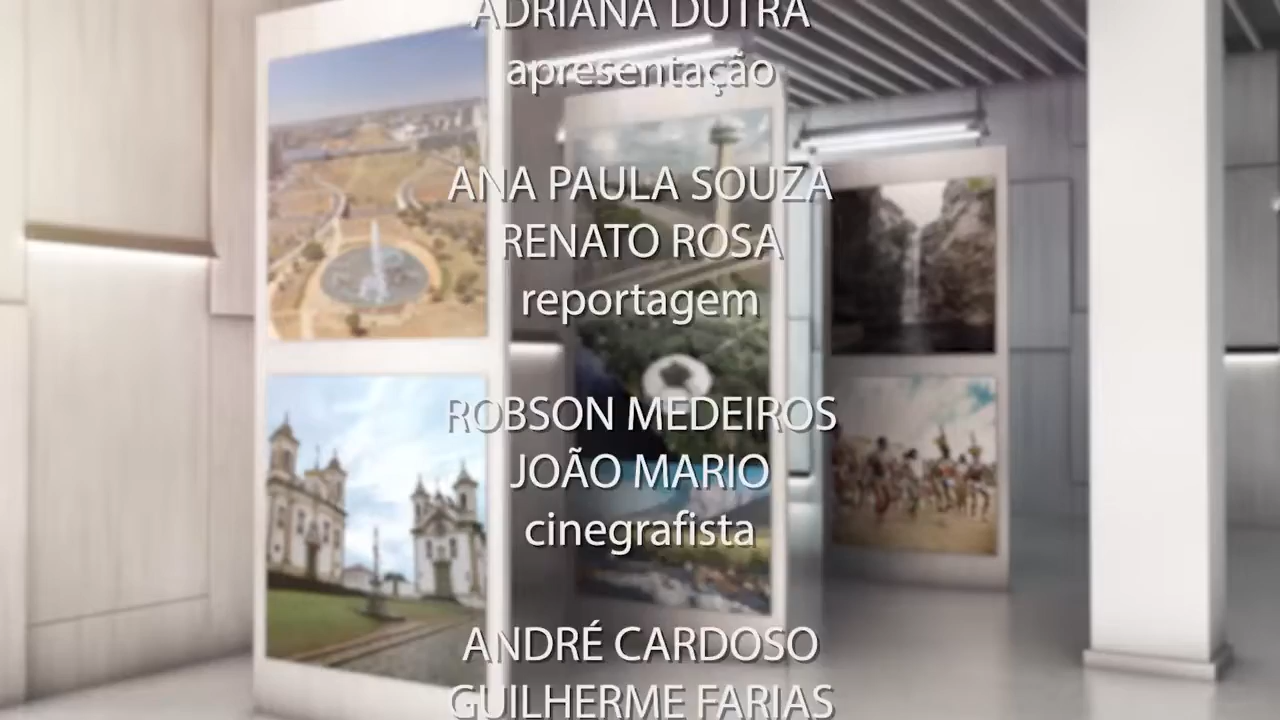 ADRIANA DUTRA
apresentação
ANA PAULA SOUZA
RENATO ROSA
reportagem
ROBSON MEDEIROS
JOÃO MARIO
cinegrafista
ANDRÉ CARDOSO
GUILHERME FARIAS